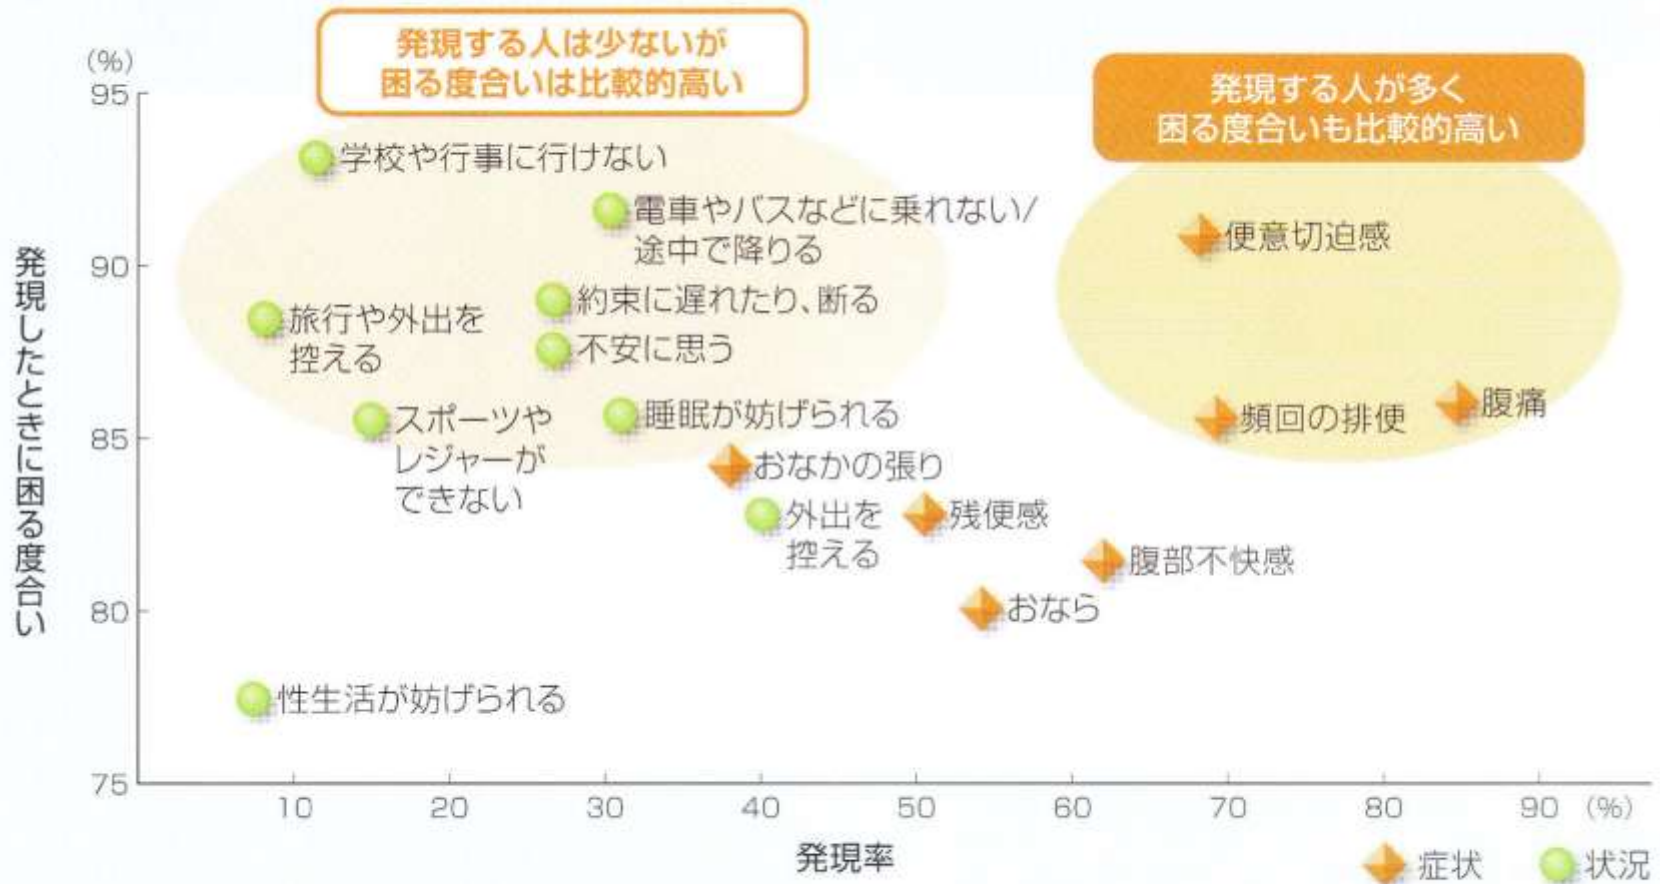 発現する人は少ないが
困る度合いは比較的高い
発現する人が多く
困る度合いも比較的高い
(%)
95
90
85
80
75
発現したときに困る度合い
学校や行事に行けない
電車やバスなどに乗れない/
途中で降りる
便意切迫感
約束に遅れたり、断る
旅行や外出を
控える
不安に思う
スポーツや
レジャーが
できない
睡眠が妨げられる
頻回の排便
腹痛
おなかの張り
外出を
控える
残便感
腹部不快感
おなら
性生活が妨げられる
10 20 30 40 50 60 70 80 90 (%)
発現率
症状 状況